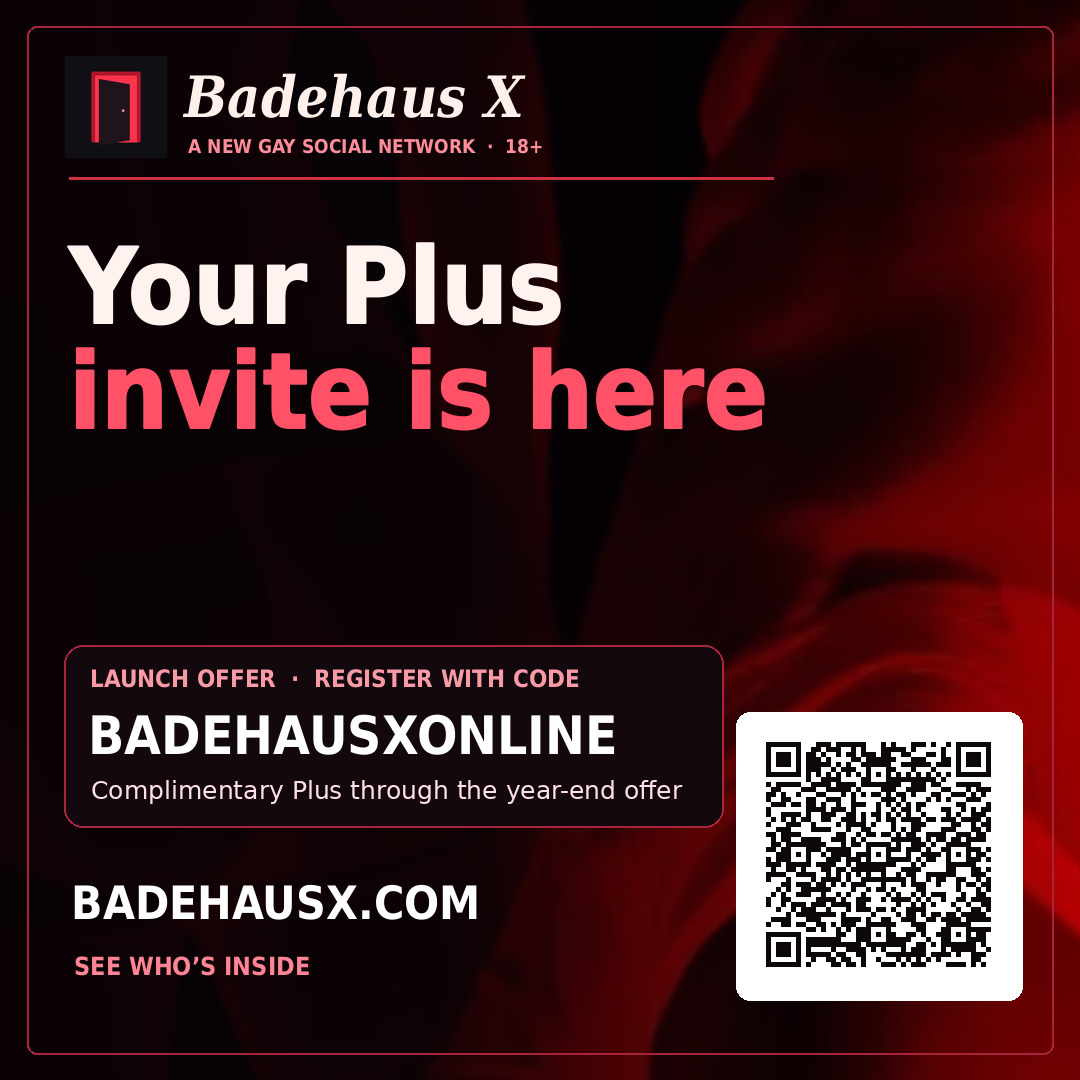 Badehaus X
A NEW GAY SOCIAL NETWORK · 18+
Your Plus
invite is here
LAUNCH OFFER · REGISTER WITH CODE
BADEHAUSXONLINE
Complimentary Plus through the year-end offer
BADEHAUSX.COM
SEE WHO’S INSIDE